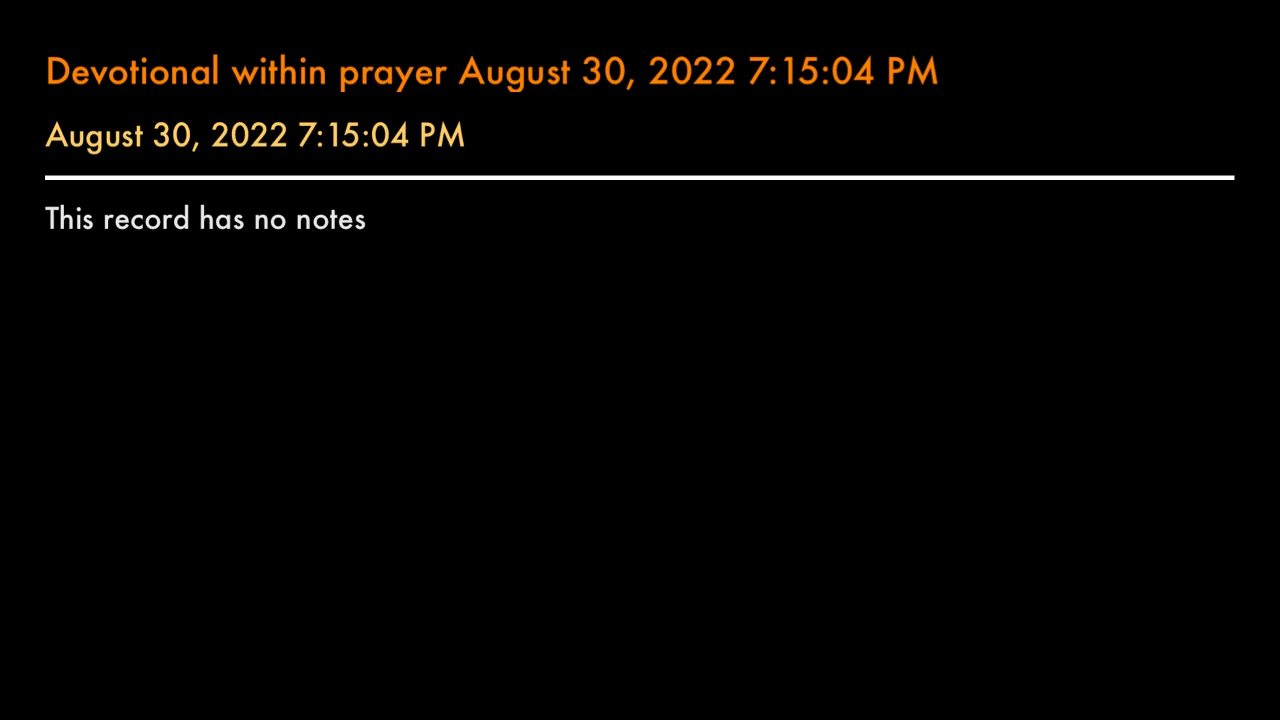 Devotional within prayer August 30, 2022 7:15:04 PM
August 30, 2022 7:15:04 PM
This record has no notes